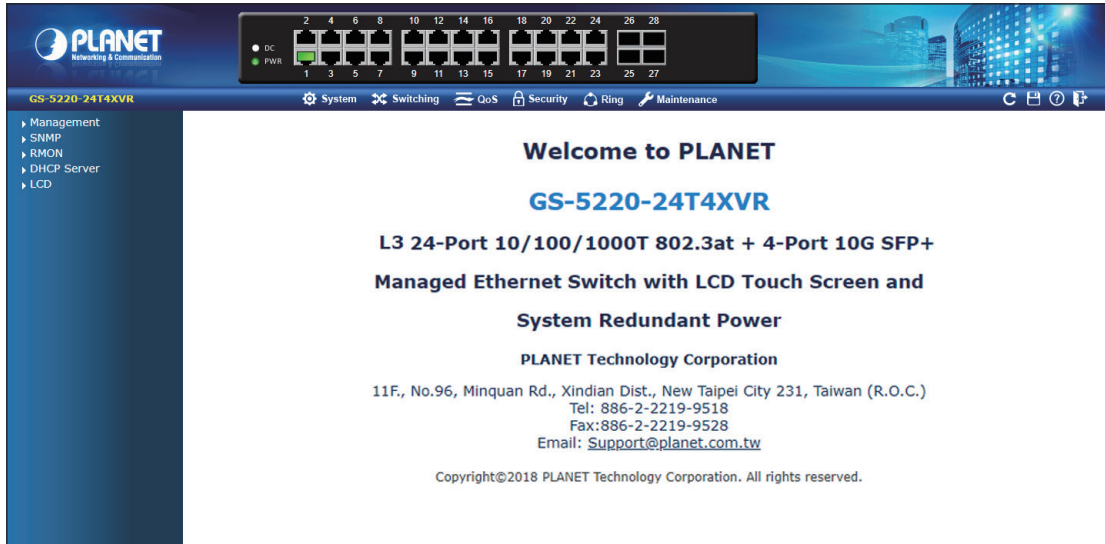 PLANET
Networking & Communication
2 4 6 8 10 12 14 16 18 20 22 24 26 28
DC
PWR
1 3 5 7 9 11 13 15 17 19 21 23 25 27
GS-5220-24T4XVR
System Switching QoS Security Ring Maintenance
Management
SNMP
RMON
DHCP Server
LCD
Welcome to PLANET
GS-5220-24T4XVR
L3 24-Port 10/100/1000T 802.3at + 4-Port 10G SFP+
Managed Ethernet Switch with LCD Touch Screen and
System Redundant Power
PLANET Technology Corporation
11F., No.96, Minquan Rd., Xindian Dist., New Taipei City 231, Taiwan (R.O.C.)
Tel: 886-2-2219-9518
Fax:886-2-2219-9528
Email: Support@planet.com.tw
Copyright©2018 PLANET Technology Corporation. All rights reserved.